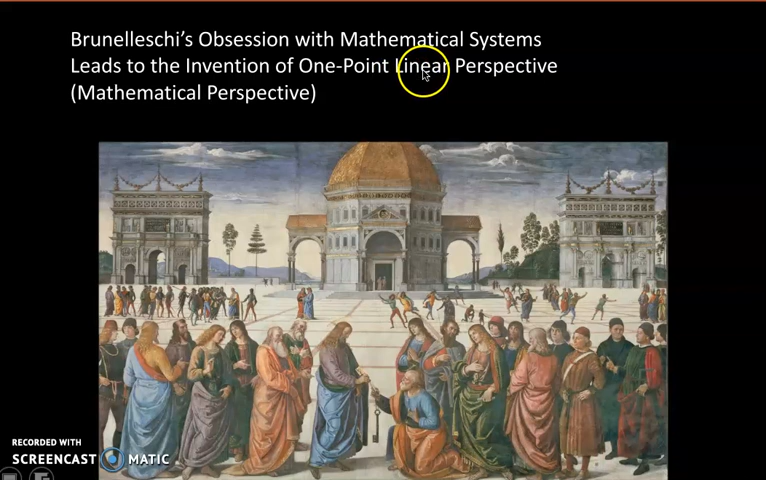 Brunelleschi's Obsession with Mathematical Systems
Leads to the Invention of One-Point Linear Perspective
(Mathematical Perspective)
RECORDED WITH
SCREENCAST MATIC